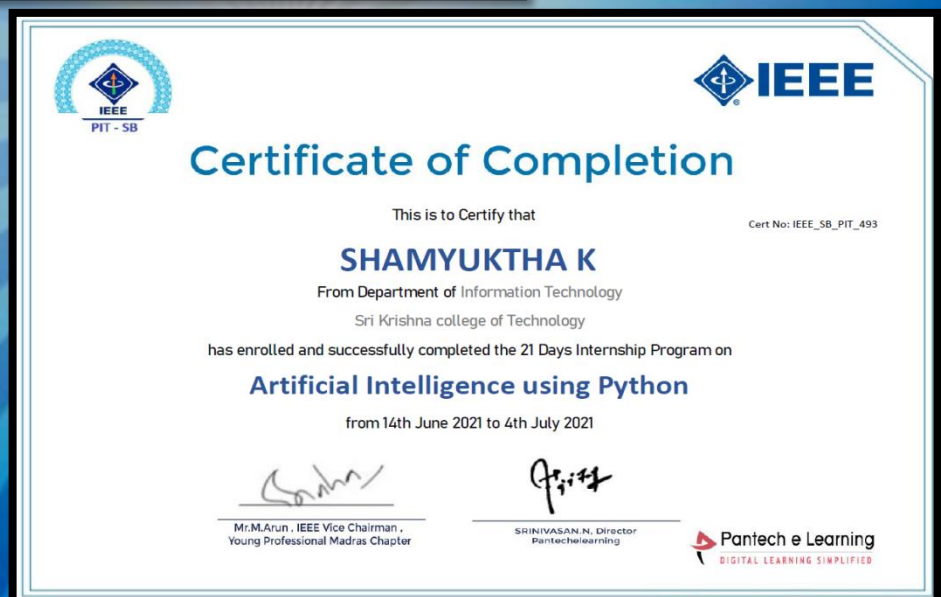 IEEE
PIT - SB
IEEE
Certificate of Completion
This is to Certify that
Cert No: IEEE_SB_PIT_493
SHAMYUKTHA K
From Department of Information Technology
Sri Krishna college of Technology
has enrolled and successfully completed the 21 Days Internship Program on
Artificial Intelligence using Python
from 14th June 2021 to 4th July 2021
Mr.M.Arun , IEEE Vice Chairman ,
Young Professional Madras Chapter
SRINIVASAN.N, Director
Pantechelearning
Pantech e Learning
DIGITAL LEARNING SIMPLIFIED